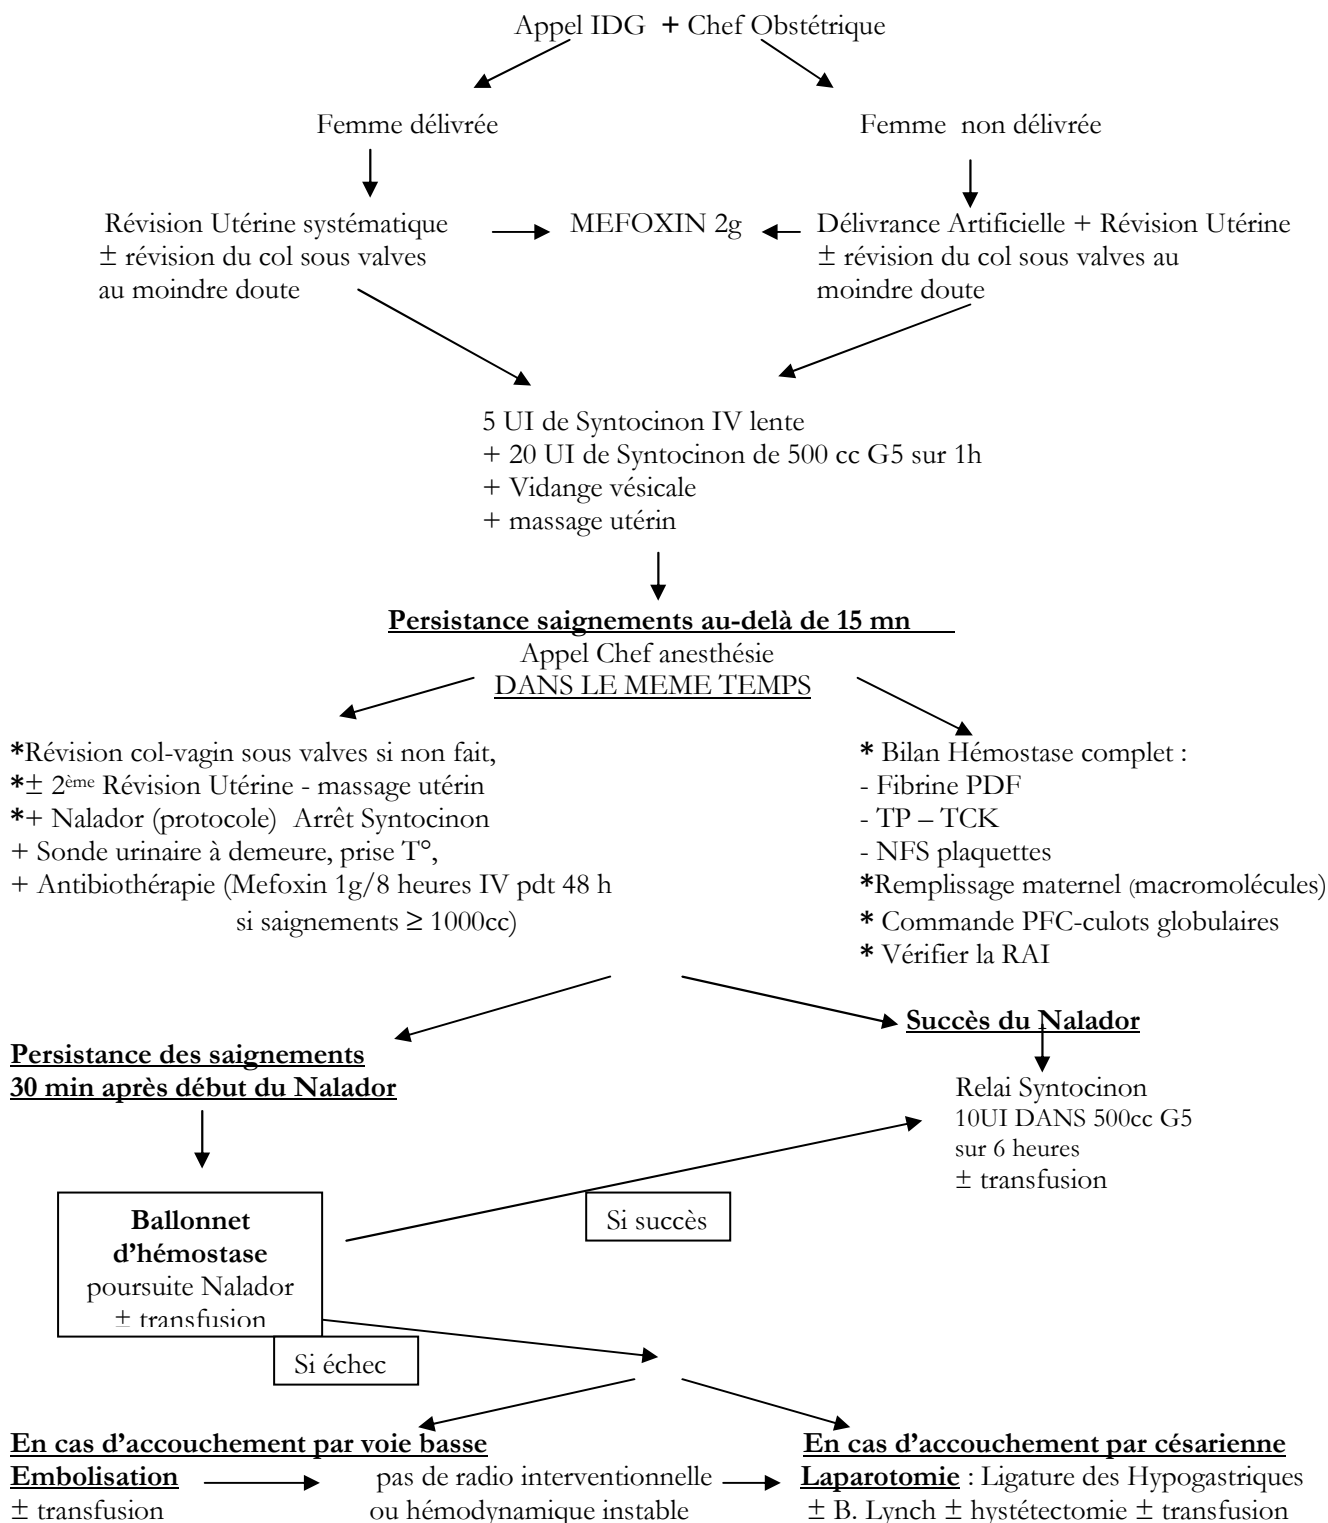 Appel IDG + Chef Obstétrique
Femme délivrée
Femme non délivrée
Révision Utérine systématique
± révision du col sous valves
au moindre doute
MEFOXIN 2g
Délivrance Artificielle + Révision Utérine
± révision du col sous valves au
moindre doute
5 UI de Syntocinon IV lente
+ 20 UI de Syntocinon de 500 cc G5 sur 1h
+ Vidange vésicale
+ massage utérin
Persistance saignements au-delà de 15 mn
Appel Chef anesthésie
DANS LE MEME TEMPS
*Révision col-vagin sous valves si non fait,
*± 2ème Révision Utérine - massage utérin
*+ Nalador (protocole) Arrêt Syntocinon
+ Sonde urinaire à demeure, prise T°,
+ Antibiothérapie (Mefoxin 1g/8 heures IV pdt 48 h
si saignements ≥ 1000cc)
* Bilan Hémostase complet :
- Fibrine PDF
- TP – TCK
- NFS plaquettes
*Remplissage maternel (macromolécules)
* Commande PFC-culots globulaires
* Vérifier la RAI
Persistance des saignements
30 min après début du Nalador
Succès du Nalador
Relai Syntocinon
10UI DANS 500cc G5
sur 6 heures
± transfusion
Ballonnet
d'hémostase
poursuite Nalador
± transfusion
Si succès
Si échec
En cas d'accouchement par voie basse
Embolisation
± transfusion
pas de radio interventionnelle
ou hémodynamique instable
En cas d'accouchement par césarienne
Laparotomie : Ligature des Hypogastriques
± B. Lynch ± hystétectomie ± transfusion